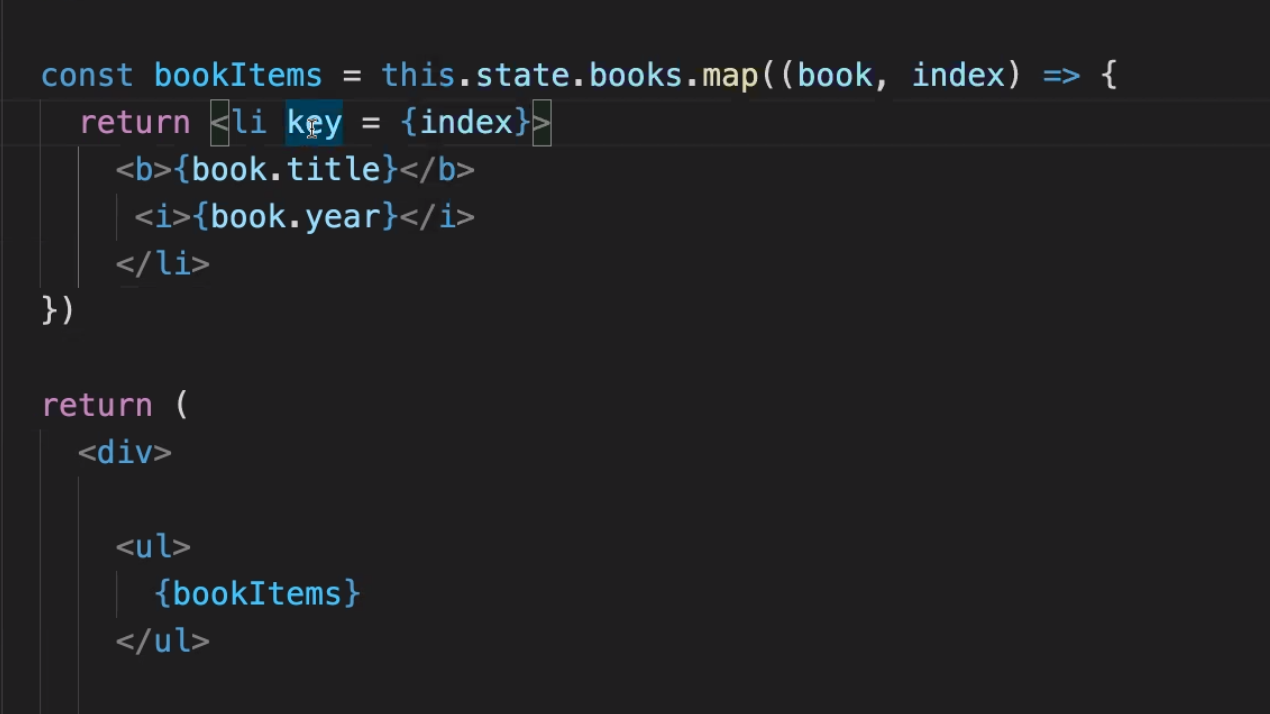 const bookItems = this.state.books.map((book, index) => {
return <li key = {index}>
<b>{book.title}</b>
<i>{book.year}</i>
</li>
})
return (
<div>
<ul>
{bookItems}
</ul>